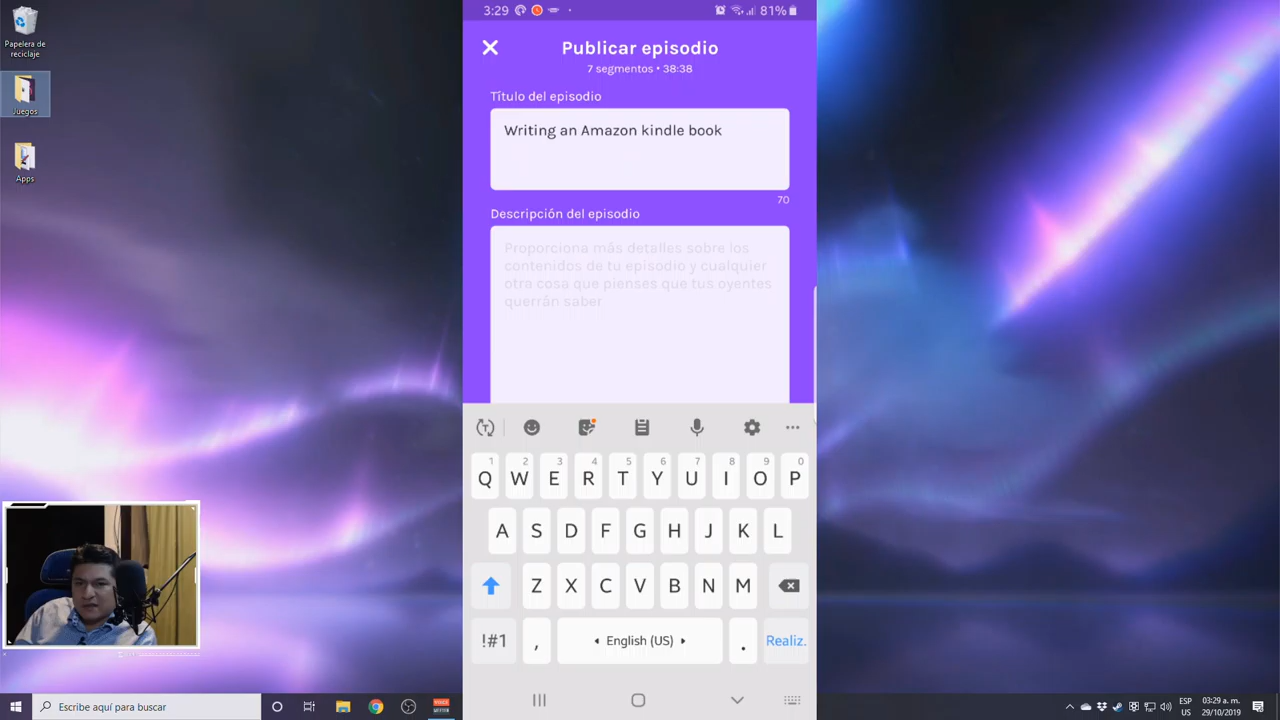 Papelera de
reciclaje
Juegos
Apps
3:29
81%
Publicar episodio
7 segmentos • 38:38
Título del episodio
Writing an Amazon kindle book
70
Descripción del episodio
Proporciona más detalles sobre los
contenidos de tu episodio y cualquier
otra cosa que pienses que tus oyentes
querrán saber
1 2 3 4 5 6 7 8 9 0
Q W E R T Y U I O P
A S D F G H J K L
Z X C V B N M
!#1 , English (US) . Realiz.
Escribe aquí para buscar
ESP
US
03:29 a. m.
29/10/2019